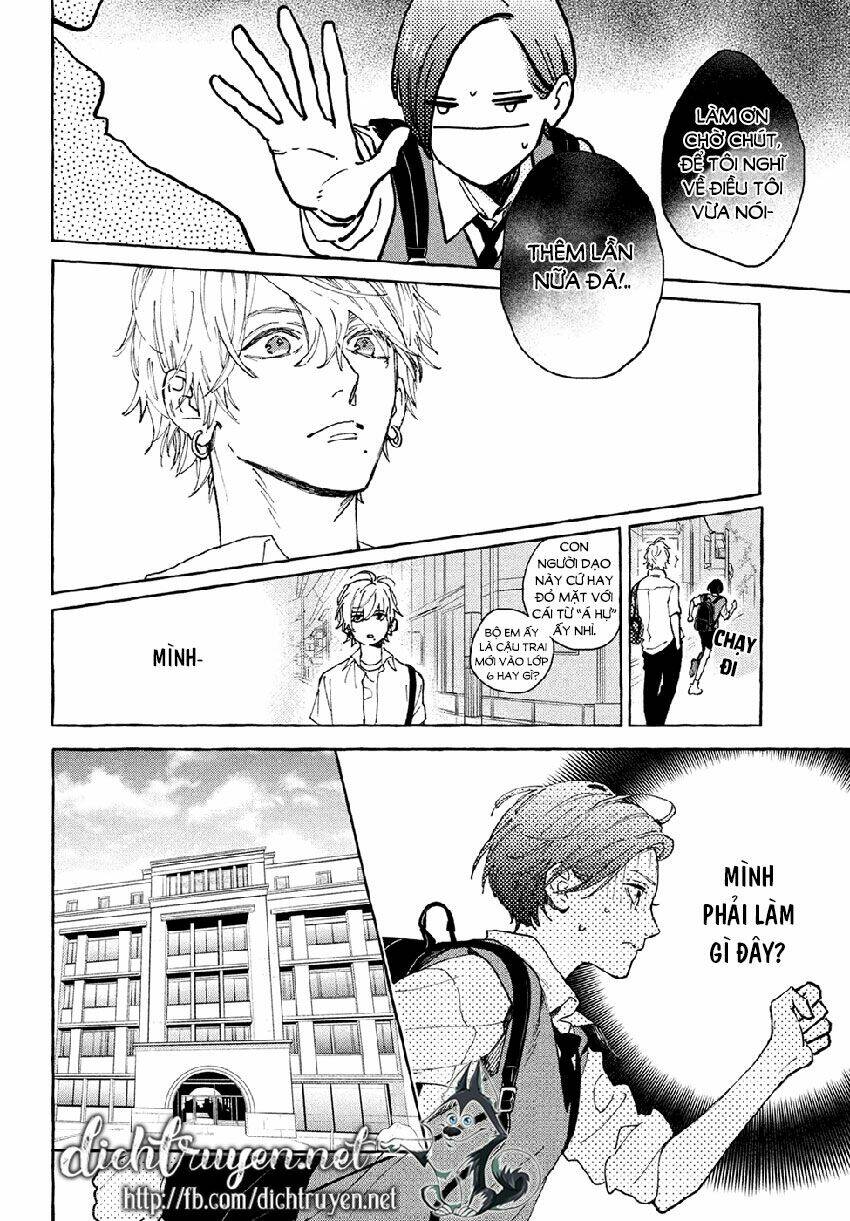 LÀM ƠN
CHỜ CHÚT,
ĐỂ TÔI NGHĨ
VỀ ĐIỀU TÔI
VỪA NÓI-
THÊM LẦN
NỮA ĐÃ!..
CHẠY
ĐI
CON
NGƯỜI DẠO
NÀY CỨ HAY
ĐỎ MẶT VỚI
CÁI TỪ "Á HỰ"
ẤY NHỈ.
BỘ EM ẤY
LÀ CẬU TRAI
MỚI VÀO LỚP
6 HAY GÌ?
MÌNH-
MÌNH
PHẢI LÀM
GÌ ĐÂY?
dichtruyen.net
http://fb.com/dichtruyen.net